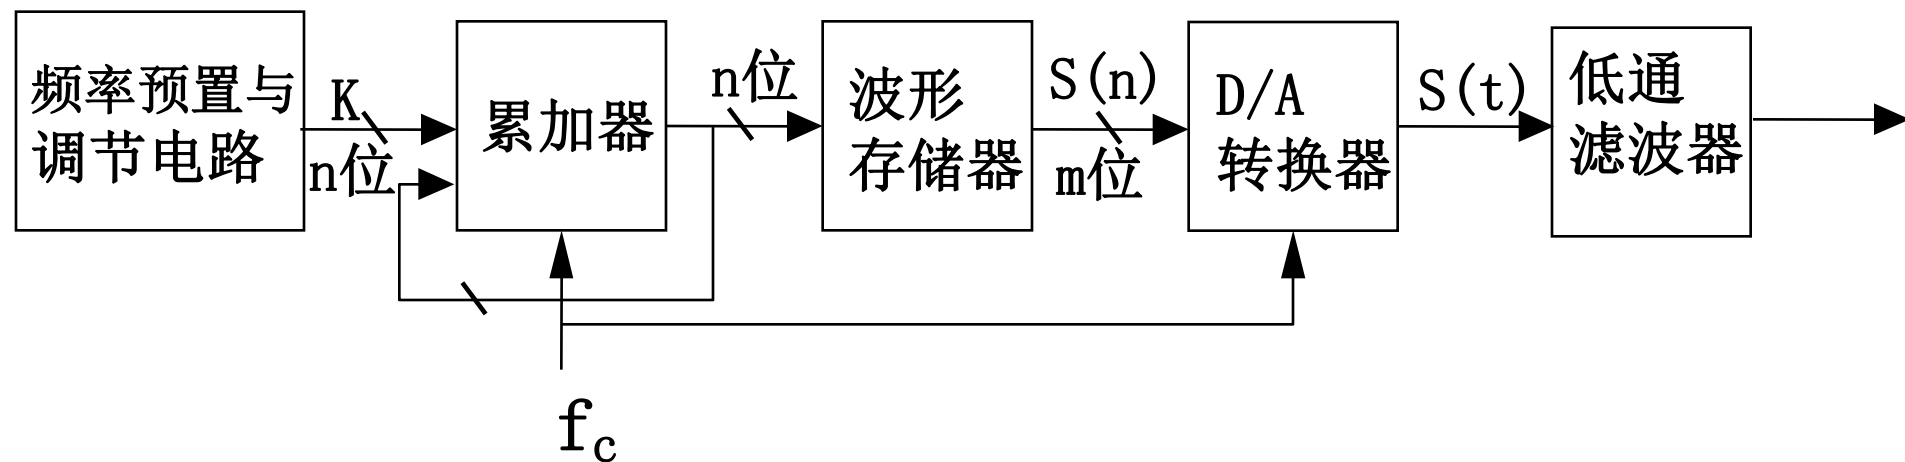 频率预置与
调节电路
K
n位
累加器
n位
波形
存储器
S(n)
m位
D/A
转换器
S(t)
低通
滤波器
fc